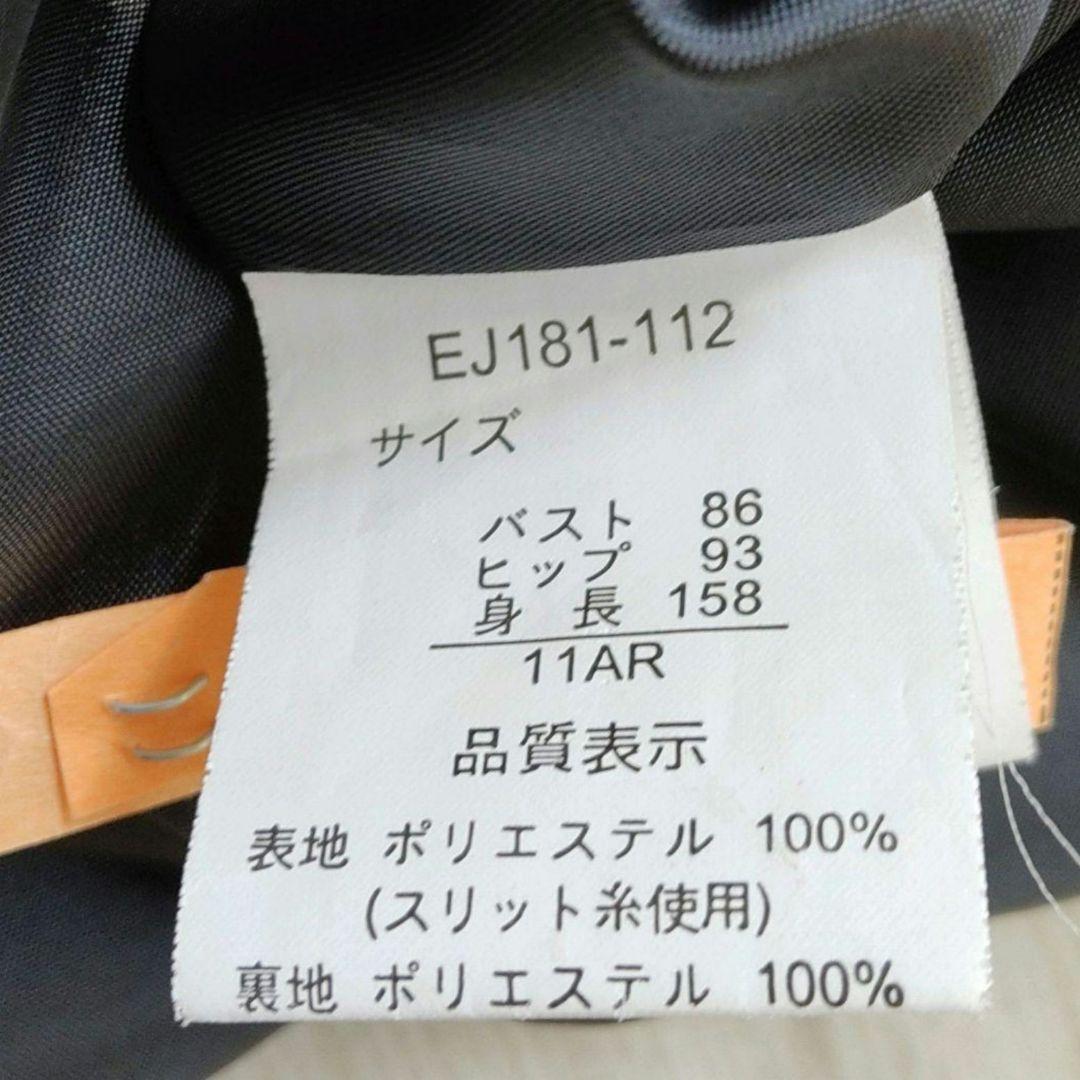 EJ181-112
サイズ
バスト 86
ヒップ 93
身 長 158
11AR
品質表示
表地 ポリエステル 100%
(スリット糸使用)
裏地 ポリエステル 100%